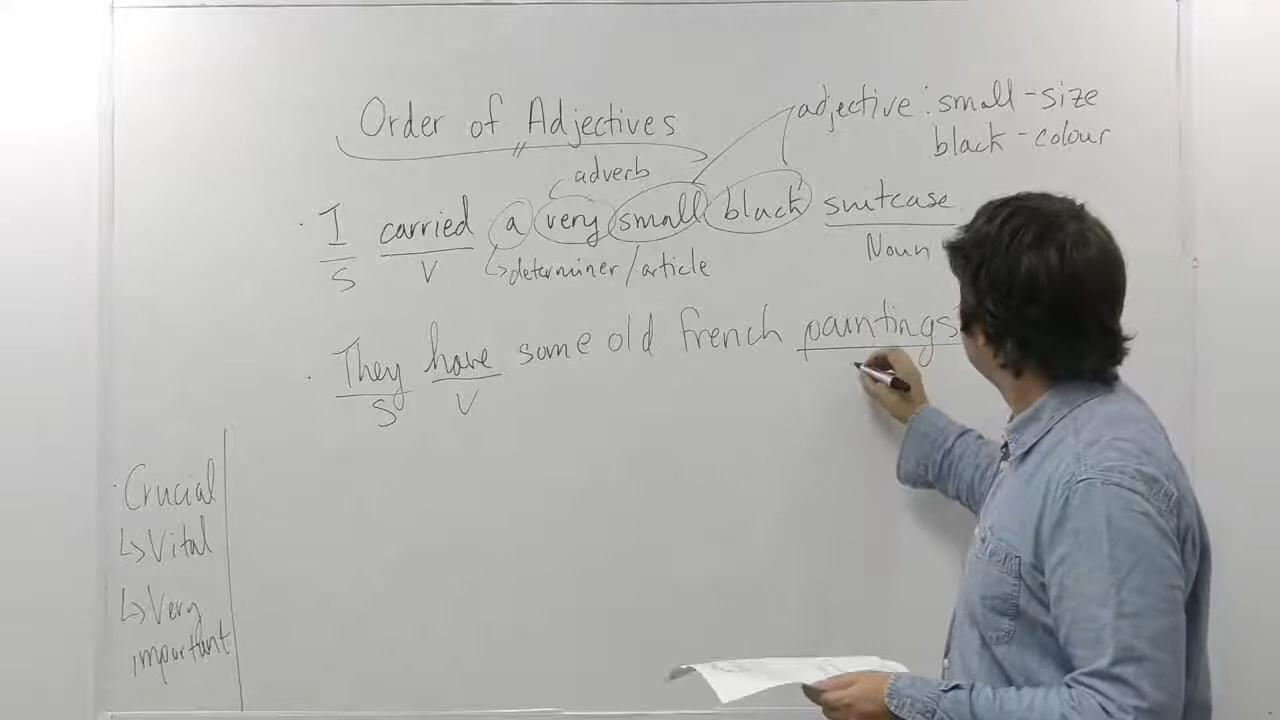 Order of Adjectives
adjective : small - size
black - colour
adverb
· I carried a very small black suitcase.
S V ↳ determiner / article Noun
· They have some old french paintings
S V
· Crucial
↳ Vital
↳ Very
important